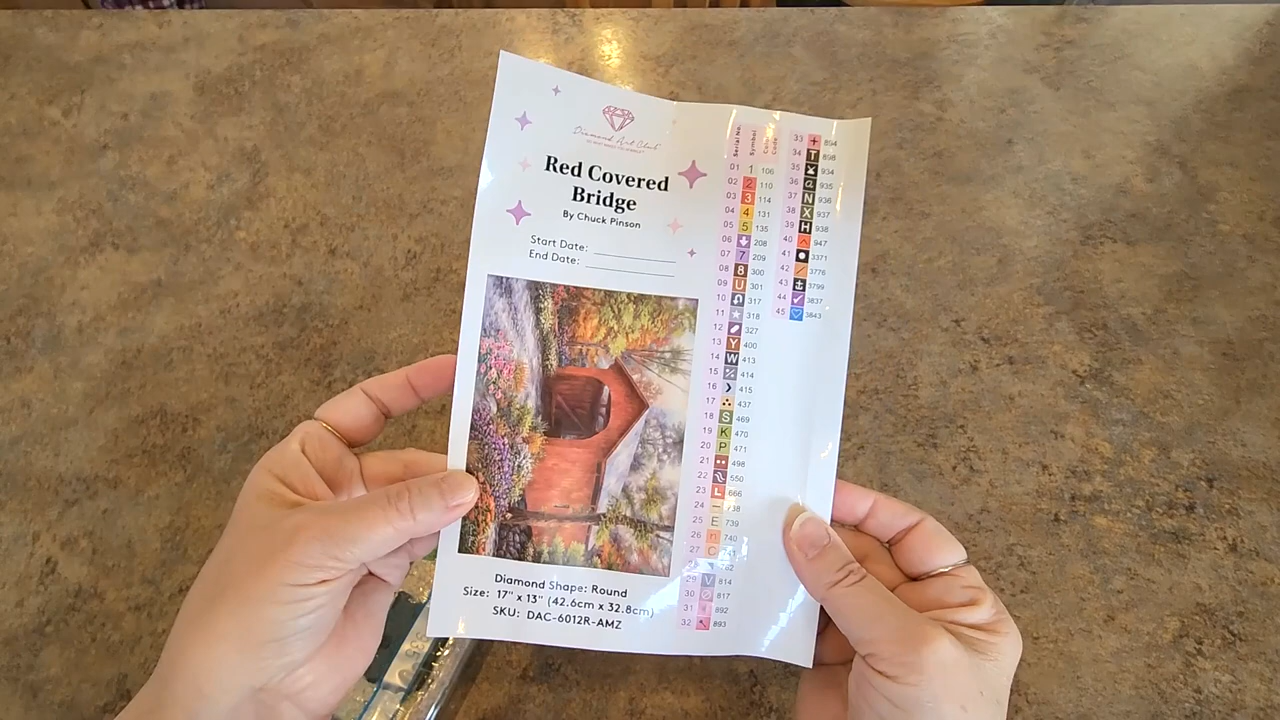 Diamond Art Club
Red Covered
Bridge
By Chuck Pinson
Start Date:
End Date:
Diamond Shape: Round
Size: 17" x 13" (42.6cm x 32.8cm)
SKU: DAC-6012R-AMZ
Serial No. Symbol Color Code
01 1 106
02 2 110
03 3 114
04 4 131
05 5 135
06 208
07 7 209
08 8 300
09 U 301
10 317
11 ★ 318
12 327
13 Y 400
14 W 413
15 414
16 415
17 437
18 S 469
19 K 470
20 P 471
21 498
22 550
23 L 666
24 738
25 E 739
26 n 740
27 C
29 V 814
30 817
31 892
32 893
33 + 894
34 T 898
35 934
36 a 935
37 N 936
38 X 937
39 H 938
40 947
41 ● 3371
42 / 3776
43 3799
44 ✓ 3837
45 ♡ 3843